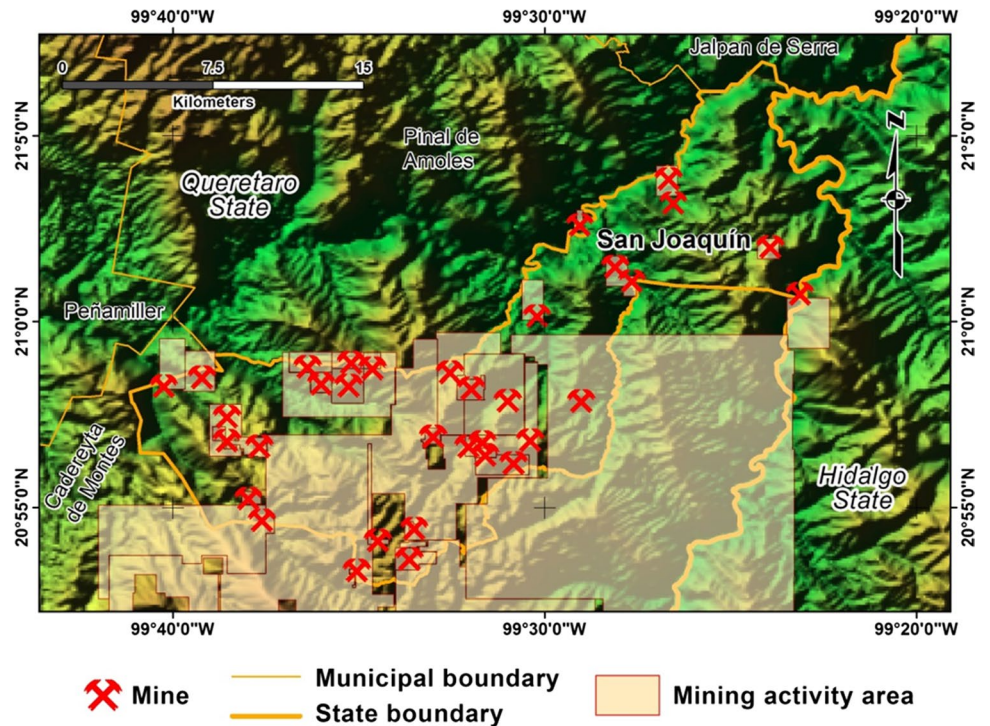 99°40'0"W
99°30'0"W
99°20'0"W
Jalpan de Serra
0
7.5
15
Kilometers
Pinal de
Amoles
21°5'0"N
21°5'0"N
Z
Queretaro
State
San Joaquín
Peñamiller
21°0'0"N
21°0'0"N
Cadereyta
de Montes
Hidalgo
State
20°55'0"N
20°55'0"N
99°40'0"W
99°30'0"W
99°20'0"W
Mine
Municipal boundary
State boundary
Mining activity area